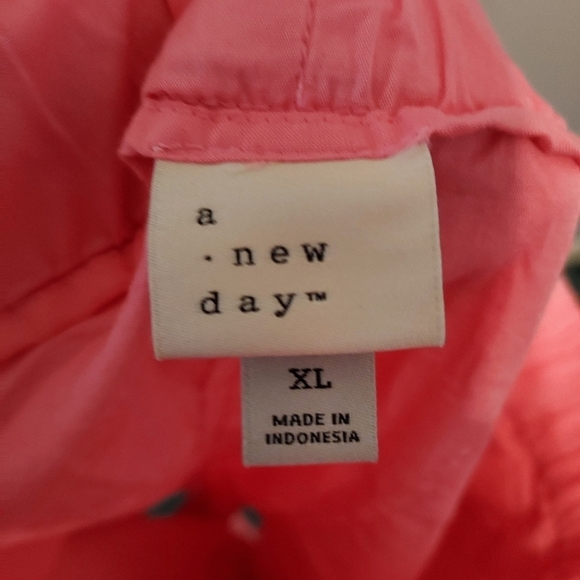 a
· new
day™
XL
MADE IN
INDONESIA